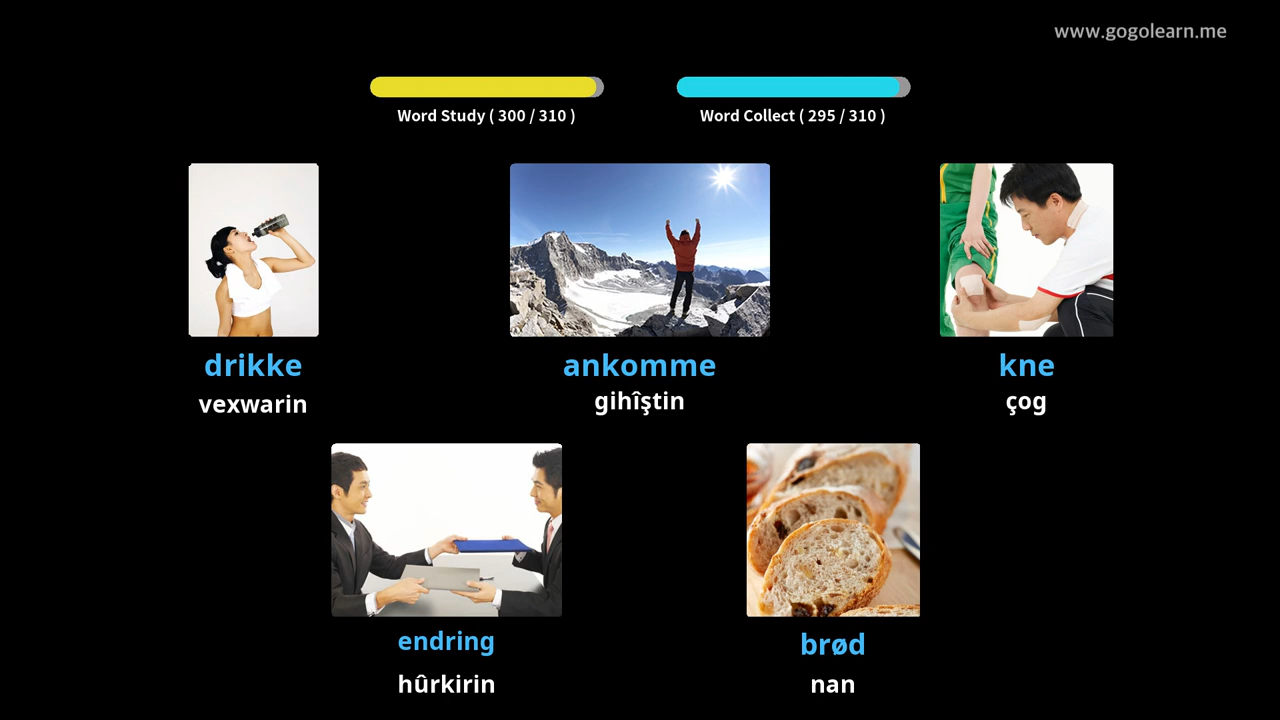 www.gogolearn.me
Word Study ( 300 / 310 )
Word Collect ( 295 / 310 )
drikke
vexwarin
ankomme
gihîştin
kne
çog
endring
hûrkirin
brød
nan